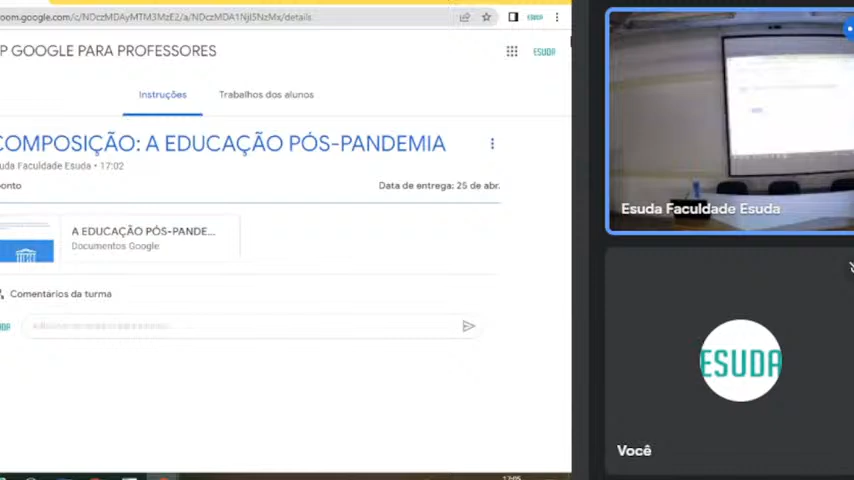 oom.google.com/c/NDczMDAyMTM3MzE2/a/NDczMDA1NjI5NzMx/details
P GOOGLE PARA PROFESSORES
ESUDA
Instruções
Trabalhos dos alunos
COMPOSIÇÃO: A EDUCAÇÃO PÓS-PANDEMIA
uda Faculdade Esuda • 17:02
onto
Data de entrega: 25 de abr.
A EDUCAÇÃO PÓS-PANDE...
Documentos Google
Comentários da turma
Esuda Faculdade Esuda
ESUDA
Você